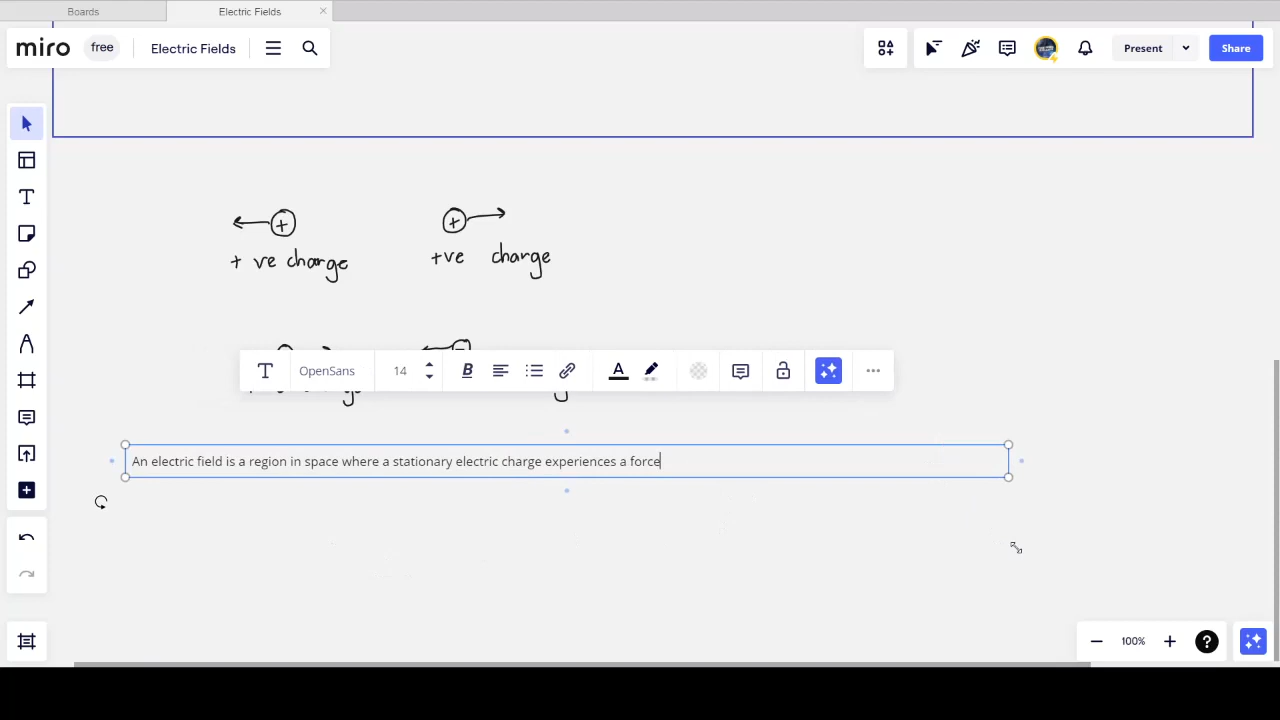 Boards
Electric Fields
miro
free
Electric Fields
Present
Share
+ ve charge
+ve charge
OpenSans
14
B
A
An electric field is a region in space where a stationary electric charge experiences a force
100%
?